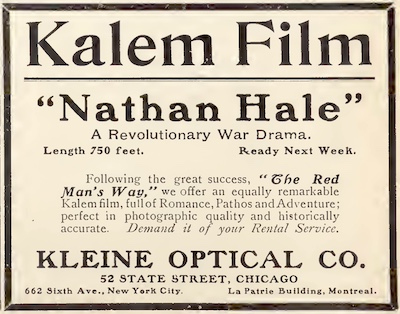 Kalem Film
"Nathan Hale"
A Revolutionary War Drama.
Length 750 feet. Ready Next Week.
Following the great success, "The Red
Man's Way," we offer an equally remarkable
Kalem film, full of Romance, Pathos and Adventure;
perfect in photographic quality and historically
accurate. Demand it of your Rental Service.
KLEINE OPTICAL CO.
52 STATE STREET, CHICAGO
662 Sixth Ave., New York City. La Patrie Building, Montreal.